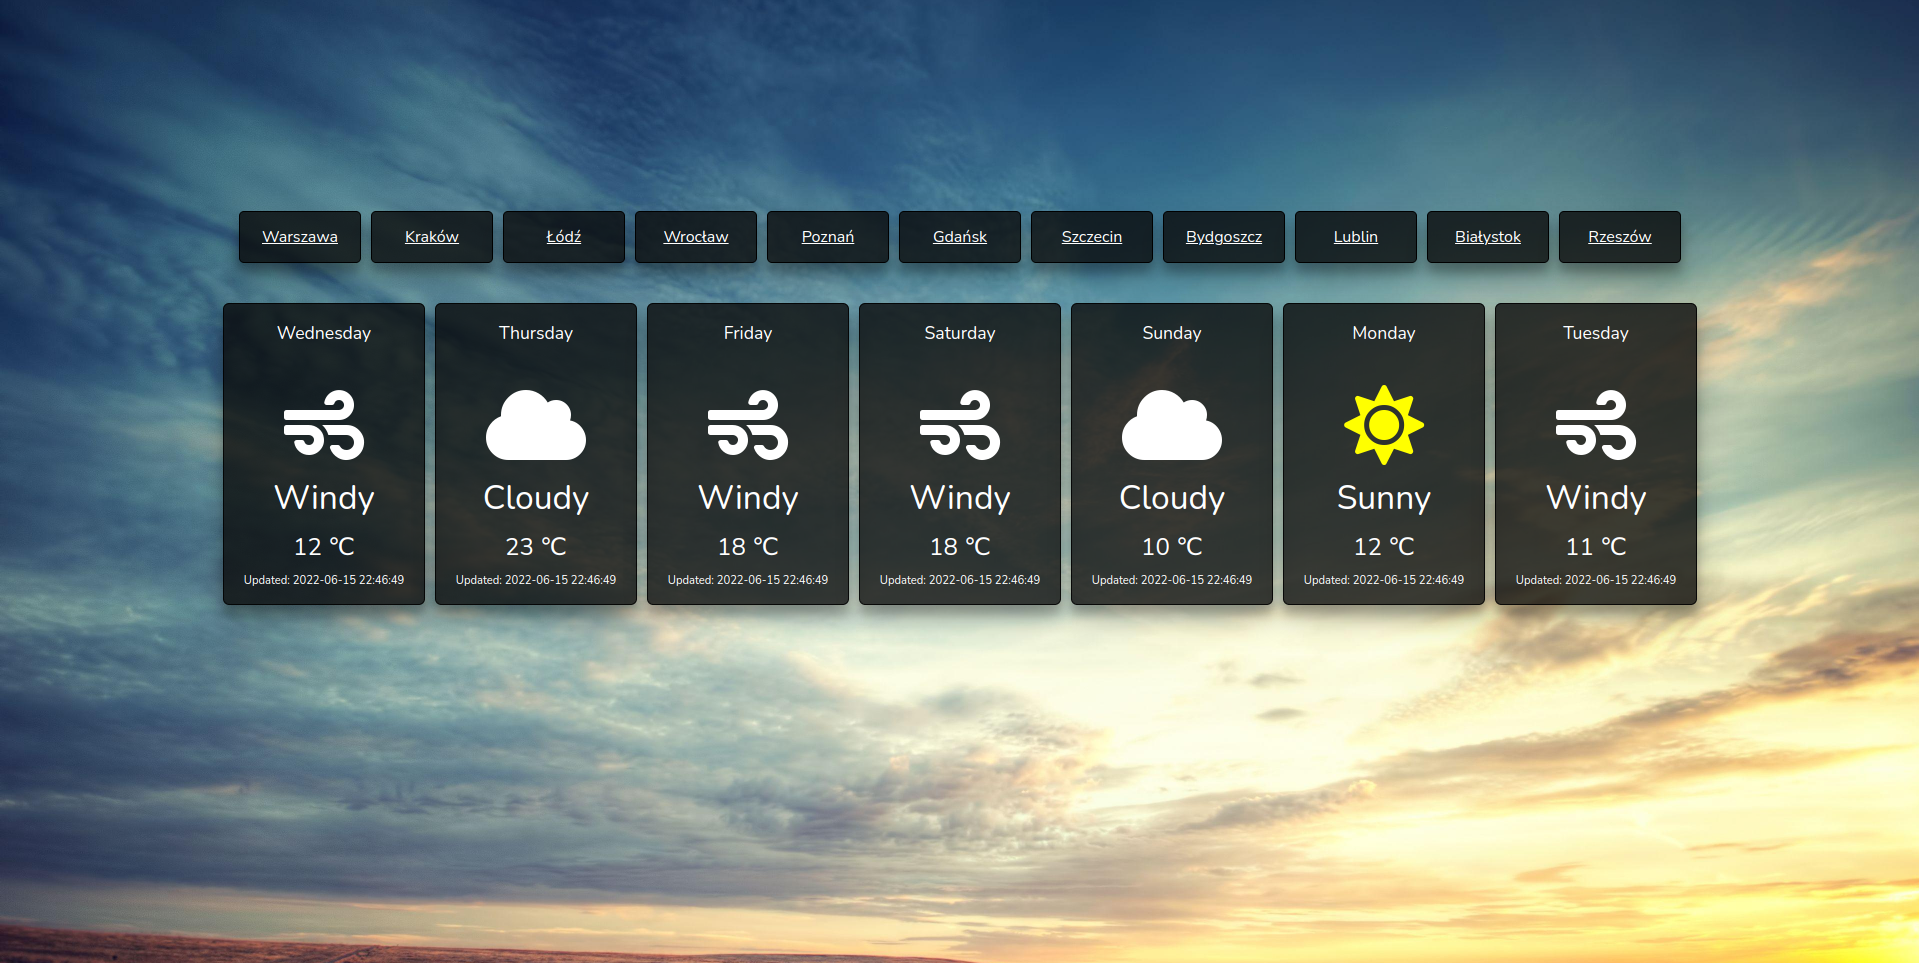 Warszawa Kraków Łódź Wrocław Poznań Gdańsk Szczecin Bydgoszcz Lublin Białystok Rzeszów
Wednesday
Windy
12 ℃
Updated: 2022-06-15 22:46:49
Thursday
Cloudy
23 ℃
Updated: 2022-06-15 22:46:49
Friday
Windy
18 ℃
Updated: 2022-06-15 22:46:49
Saturday
Windy
18 ℃
Updated: 2022-06-15 22:46:49
Sunday
Cloudy
10 ℃
Updated: 2022-06-15 22:46:49
Monday
Sunny
12 ℃
Updated: 2022-06-15 22:46:49
Tuesday
Windy
11 ℃
Updated: 2022-06-15 22:46:49